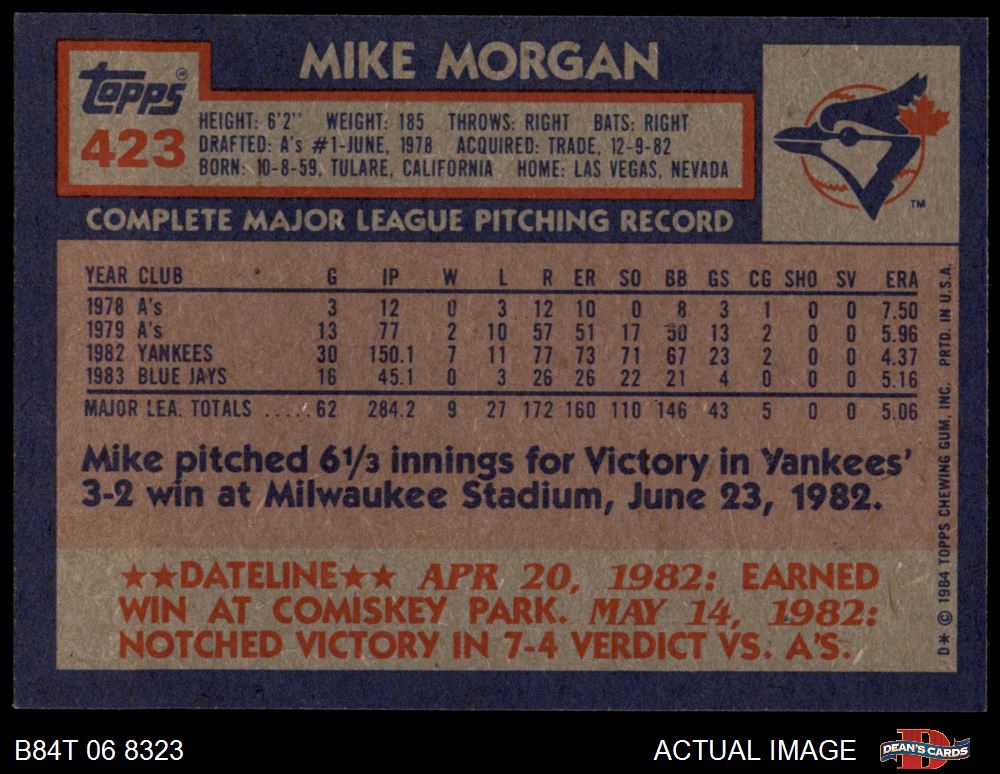 MIKE MORGAN
Topps®
423
HEIGHT: 6'2'' WEIGHT: 185 THROWS: RIGHT BATS: RIGHT
DRAFTED: A's #1-JUNE, 1978 ACQUIRED: TRADE, 12-9-82
BORN: 10-8-59, TULARE, CALIFORNIA HOME: LAS VEGAS, NEVADA
TM
COMPLETE MAJOR LEAGUE PITCHING RECORD
YEAR CLUB G IP W L R ER SO BB GS CG SHO SV ERA
1978 A's 3 12 0 3 12 10 0 8 3 1 0 0 7.50
1979 A's 13 77 2 10 57 51 17 50 13 2 0 0 5.96
1982 YANKEES 30 150.1 7 11 77 73 71 67 23 2 0 0 4.37
1983 BLUE JAYS 16 45.1 0 3 26 26 22 21 4 0 0 0 5.16
MAJOR LEA. TOTALS ..... 62 284.2 9 27 172 160 110 146 43 5 0 0 5.06
Mike pitched 6 1/3 innings for Victory in Yankees'
3-2 win at Milwaukee Stadium, June 23, 1982.
★★DATELINE★★ APR 20, 1982: EARNED
WIN AT COMISKEY PARK. MAY 14, 1982:
NOTCHED VICTORY IN 7-4 VERDICT VS. A'S.
D* © 1984 TOPPS CHEWING GUM, INC. PRTD. IN U.S.A.
B84T 06 8323
ACTUAL IMAGE
DEAN'S CARDS